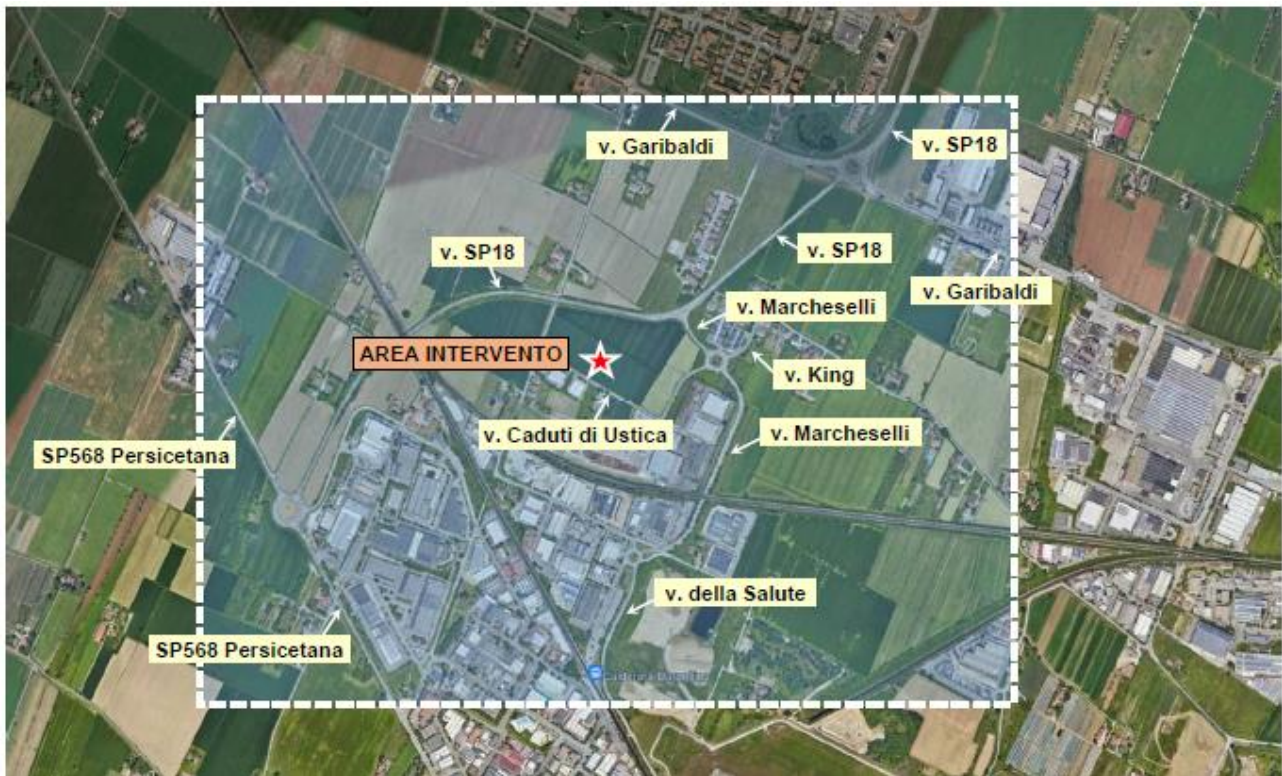 v. Garibaldi
v. SP18
v. SP18
v. SP18
v. Garibaldi
v. Marcheselli
AREA INTERVENTO
v. King
v. Caduti di Ustica
v. Marcheselli
SP568 Persicetana
v. della Salute
SP568 Persicetana